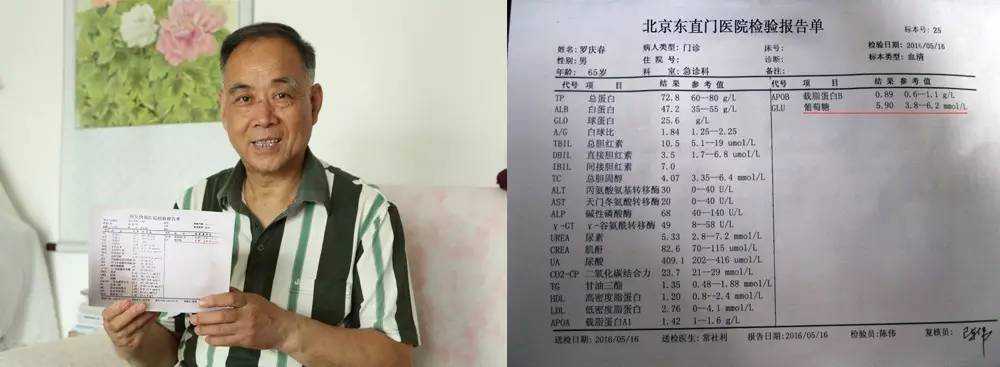 北京东直门医院检验报告单
标本号: 25
姓名: 罗庆春 病人类型: 门诊 床号: 检验日期: 2016/05/16
性别: 男 住 院 号: 诊断: 标本类型: 血清
年龄: 65岁 科 室: 急诊科 备注:
代号 项 目 结 果 参 考 值 代号 项 目 结 果 参 考 值
TP 总蛋白 72.8 60--80 g/L APOB 载脂蛋白B 0.89 0.6--1.1 g/L
ALB 白蛋白 47.2 35--55 g/L GLU 葡萄糖 5.90 3.8--6.2 mmol/L
GLO 球蛋白 25.6 g/L
A/G 白球比 1.84 1.25--2.25
TBIL 总胆红素 10.5 5.1--19 umol/L
DBIL 直接胆红素 3.5 1.7--6.8 umol/L
IBIL 间接胆红素 7.0
TC 总胆固醇 4.07 3.35--6.4 mmol/L
ALT 丙氨酸氨基转移酶 30 0--40 U/L
AST 天门冬氨酸转移酶 20 0--40 U/L
ALP 碱性磷酸酶 68 40--140 U/L
γ-GT γ-谷氨酰转移酶 49 8--58 U/L
UREA 尿素 5.33 2.8--7.2 mmol/L
CREA 肌酐 82.6 70--115 umol/L
UA 尿酸 409.1 202--416 umol/L
CO2-CP 二氧化碳结合力 23.7 21--29 mmol/L
TG 甘油三酯 1.35 0.48--1.88 mmol/L
HDL 高密度脂蛋白 1.20 0.8--2.4 mmol/L
LDL 低密度脂蛋白 2.76 0--4.1 mmol/L
APOA 载脂蛋白A1 1.42 1--1.6 g/L
送检日期: 2016/05/16 送检医生: 常杜利 报告日期: 2016/05/16 检验员: 陈伟 复核员: